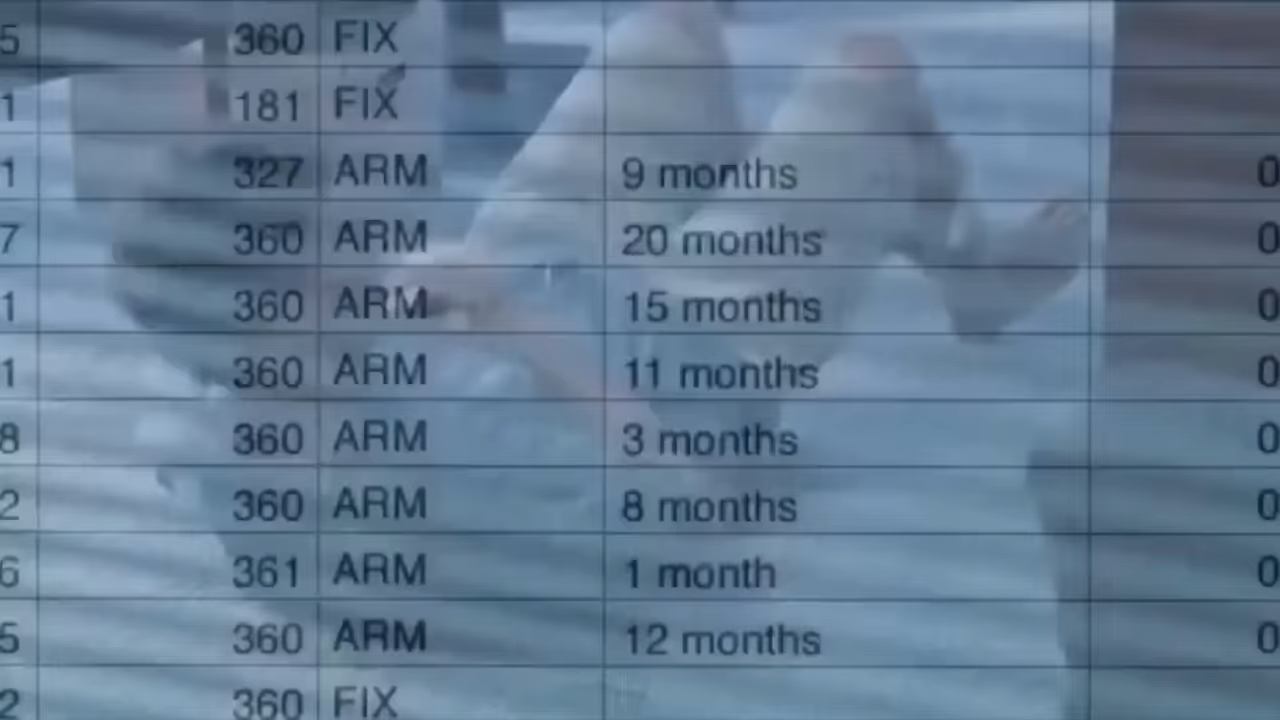 5 360 FIX
1 181 FIX
1 327 ARM 9 months 0
7 360 ARM 20 months 0
1 360 ARM 15 months 0
1 360 ARM 11 months 0
8 360 ARM 3 months 0
2 360 ARM 8 months 0
6 361 ARM 1 month 0
5 360 ARM 12 months 0
2 360 FIX